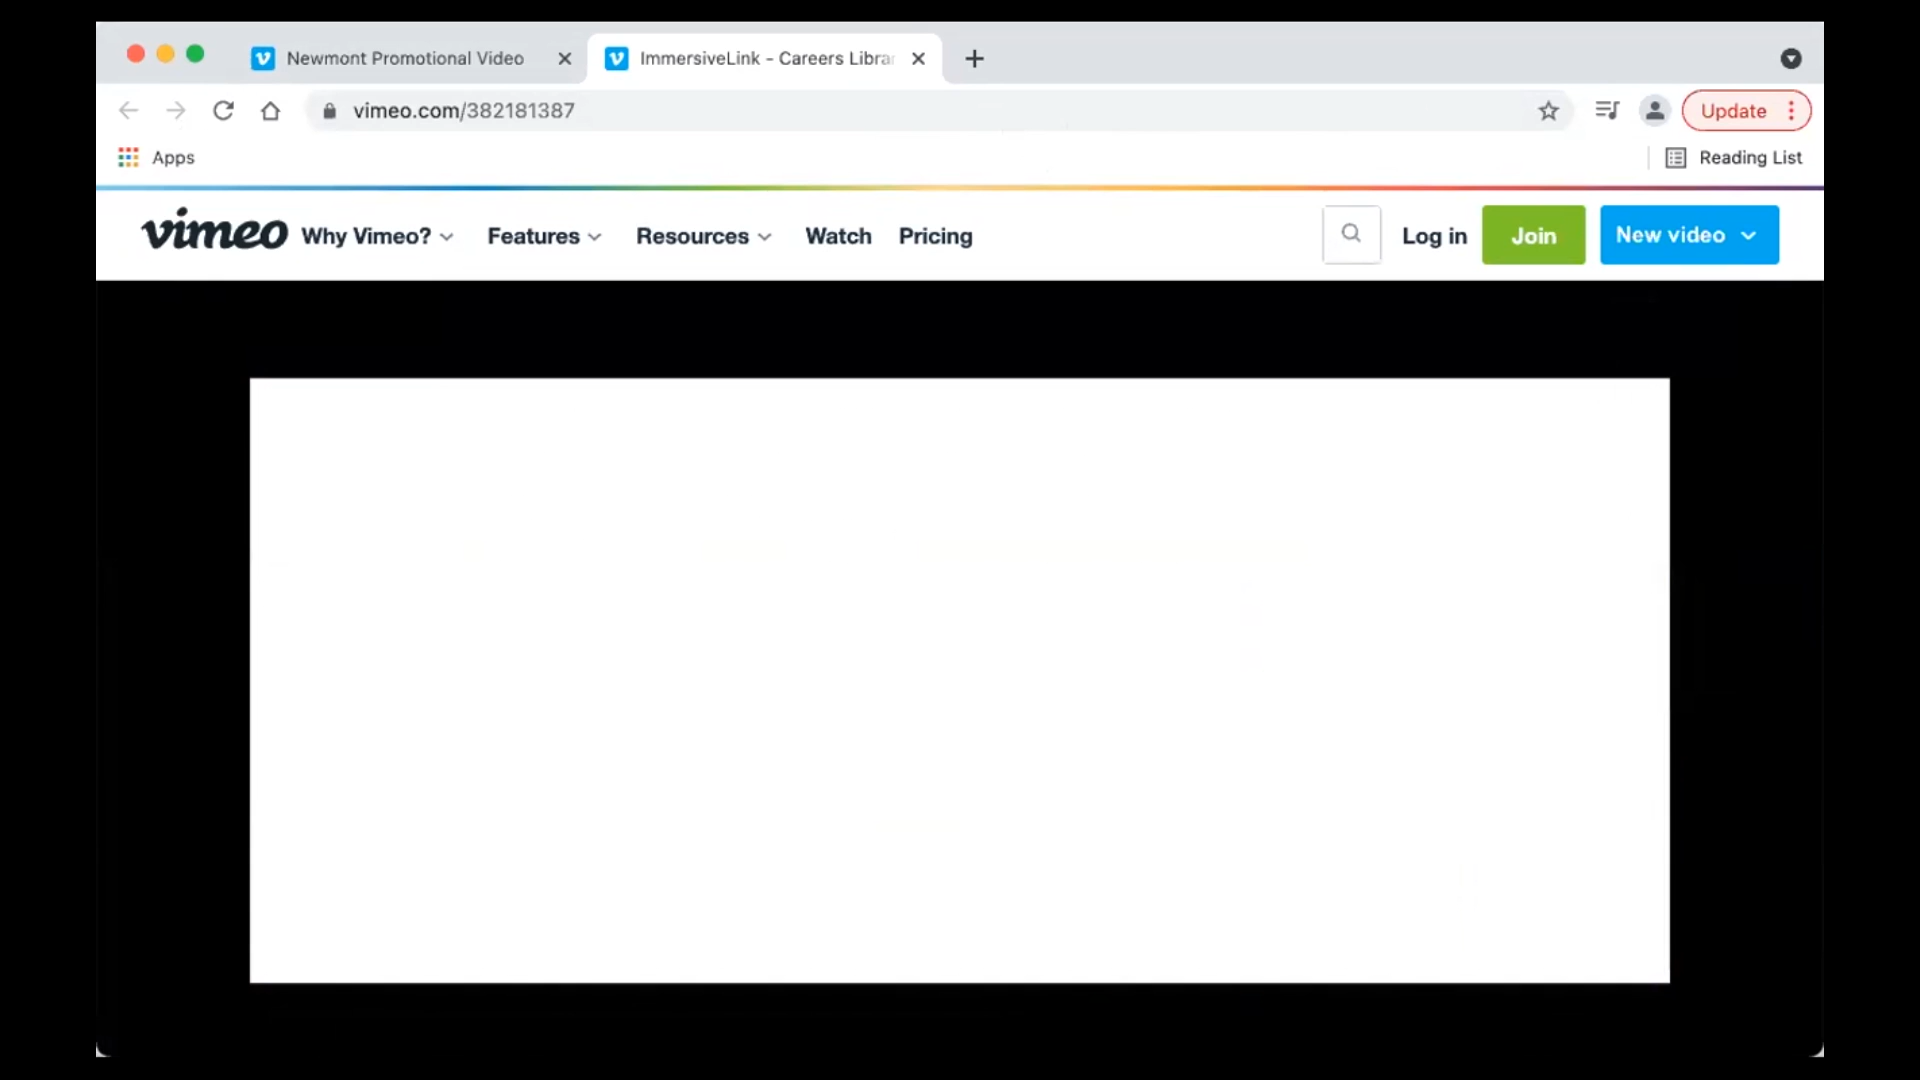 Newmont Promotional Video
ImmersiveLink - Careers Librar
vimeo.com/382181387
Update
Apps
Reading List
vimeo Why Vimeo? Features Resources Watch Pricing Log in Join New video